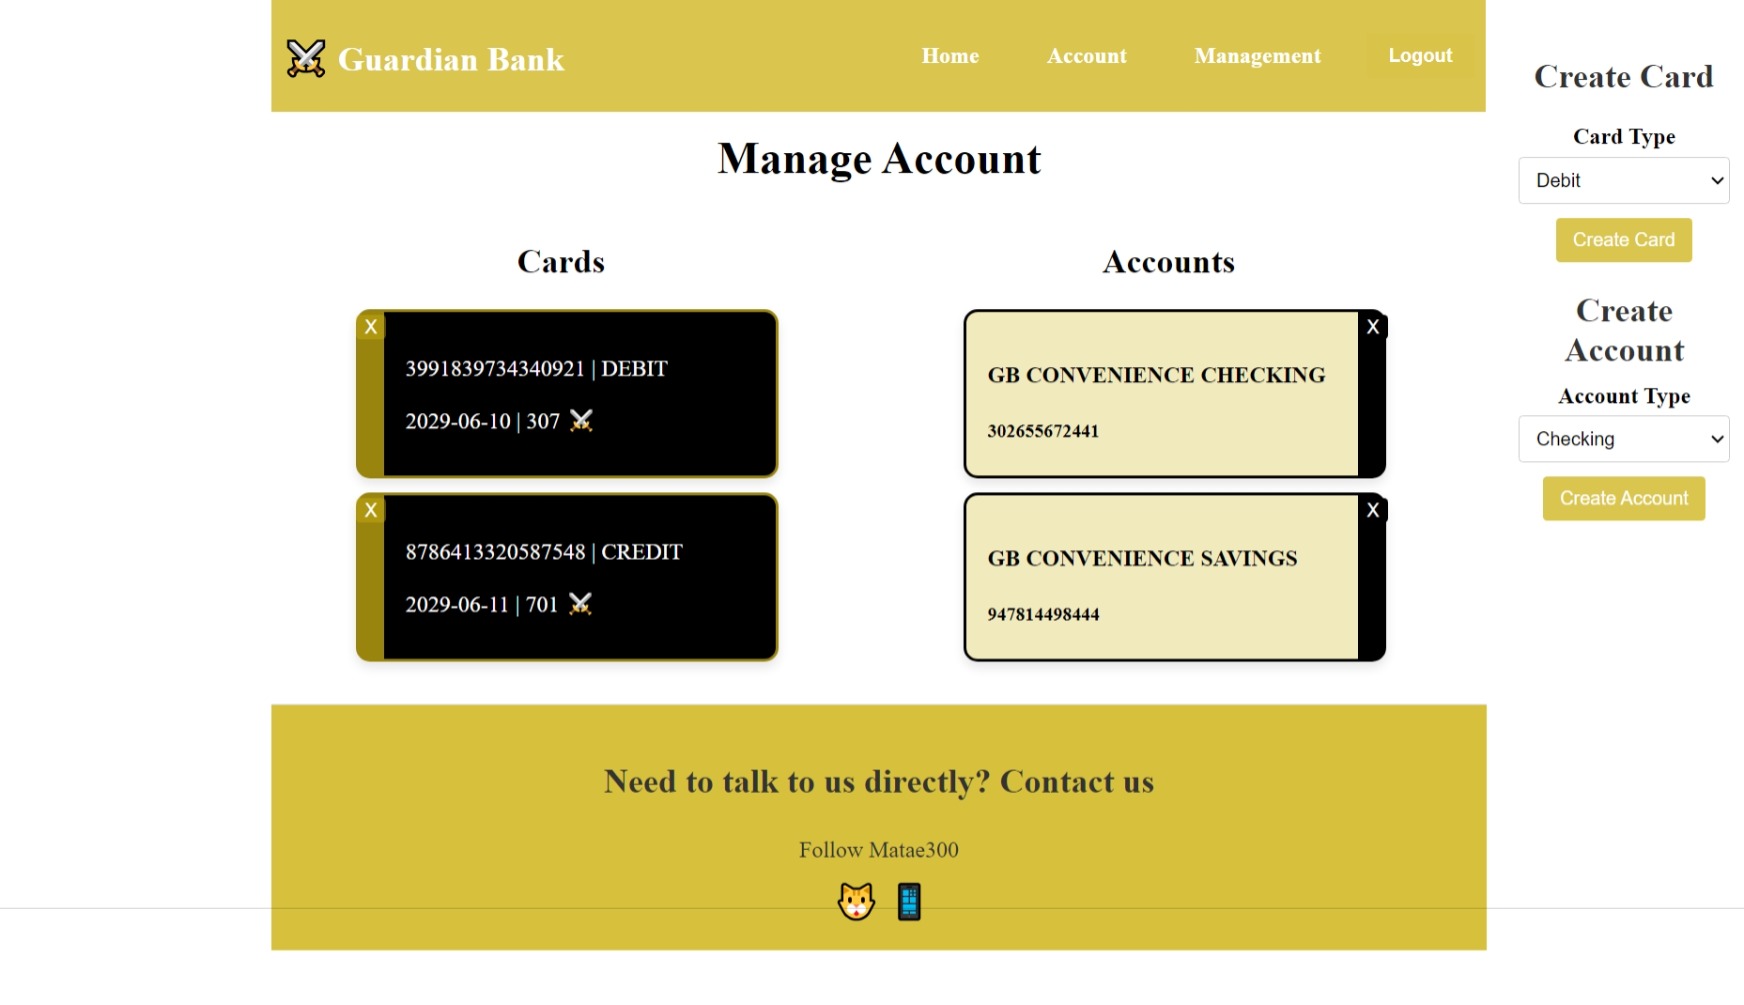 Guardian Bank
Home
Account
Management
Logout
Manage Account
Cards
X
3991839734340921 | DEBIT
2029-06-10 | 307
X
8786413320587548 | CREDIT
2029-06-11 | 701
Accounts
X
GB CONVENIENCE CHECKING
302655672441
X
GB CONVENIENCE SAVINGS
947814498444
Create Card
Card Type
Debit
Create Card
Create
Account
Account Type
Checking
Create Account
Need to talk to us directly? Contact us
Follow Matae300